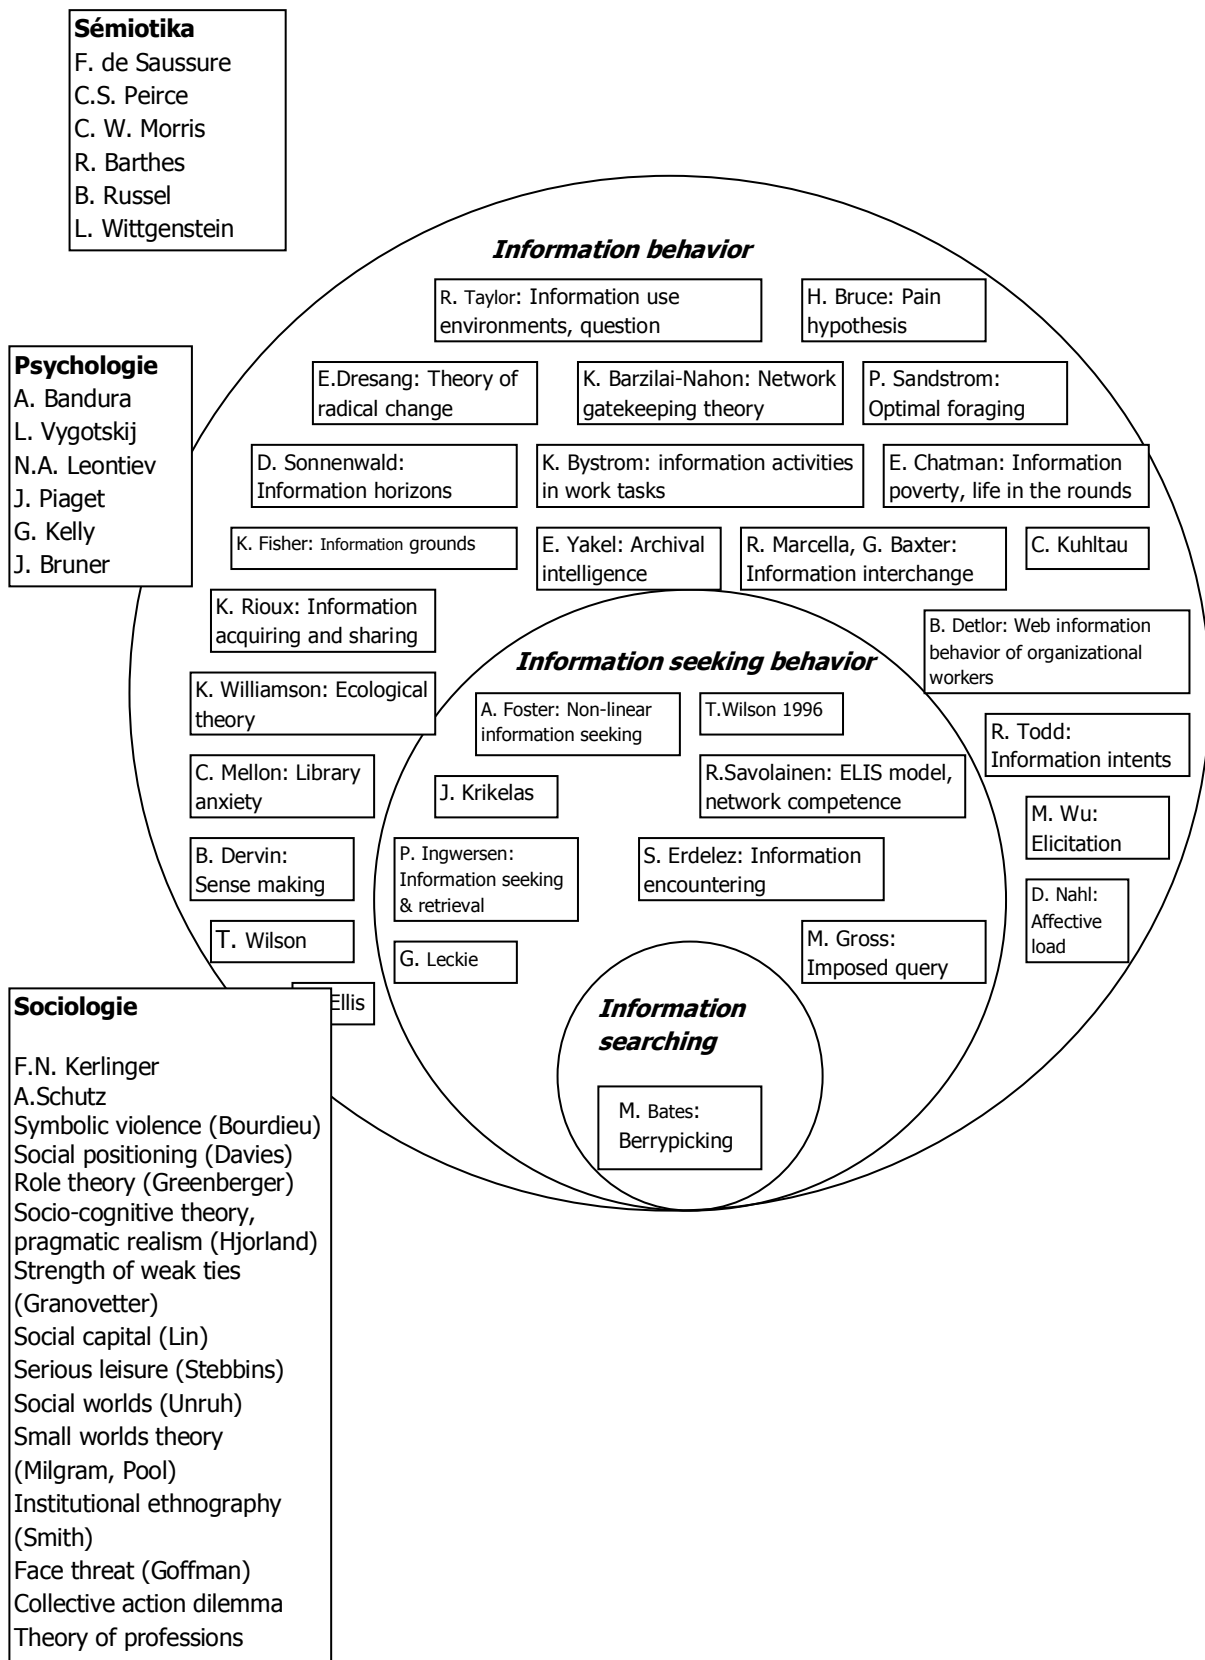 Sémiotika
F. de Saussure
C.S. Peirce
C. W. Morris
R. Barthes
B. Russel
L. Wittgenstein
Psychologie
A. Bandura
L. Vygotskij
N.A. Leontiev
J. Piaget
G. Kelly
J. Bruner
Information behavior
R. Taylor: Information use
environments, question
H. Bruce: Pain
hypothesis
E.Dresang: Theory of
radical change
K. Barzilai-Nahon: Network
gatekeeping theory
P. Sandstrom:
Optimal foraging
D. Sonnenwald:
Information horizons
K. Bystrom: information activities
in work tasks
E. Chatman: Information
poverty, life in the rounds
K. Fisher: Information grounds
E. Yakel: Archival
intelligence
R. Marcella, G. Baxter:
Information interchange
C. Kuhltau
K. Rioux: Information
acquiring and sharing
B. Detlor: Web information
behavior of organizational
workers
K. Williamson: Ecological
theory
R. Todd:
Information intents
C. Mellon: Library
anxiety
M. Wu:
Elicitation
B. Dervin:
Sense making
D. Nahl:
Affective
load
T. Wilson
Ellis
Information seeking behavior
A. Foster: Non-linear
information seeking
T.Wilson 1996
J. Krikelas
R.Savolainen: ELIS model,
network competence
P. Ingwersen:
Information seeking
& retrieval
S. Erdelez: Information
encountering
G. Leckie
M. Gross:
Imposed query
Information
searching
M. Bates:
Berrypicking
Sociologie
F.N. Kerlinger
A.Schutz
Symbolic violence (Bourdieu)
Social positioning (Davies)
Role theory (Greenberger)
Socio-cognitive theory,
pragmatic realism (Hjorland)
Strength of weak ties
(Granovetter)
Social capital (Lin)
Serious leisure (Stebbins)
Social worlds (Unruh)
Small worlds theory
(Milgram, Pool)
Institutional ethnography
(Smith)
Face threat (Goffman)
Collective action dilemma
Theory of professions